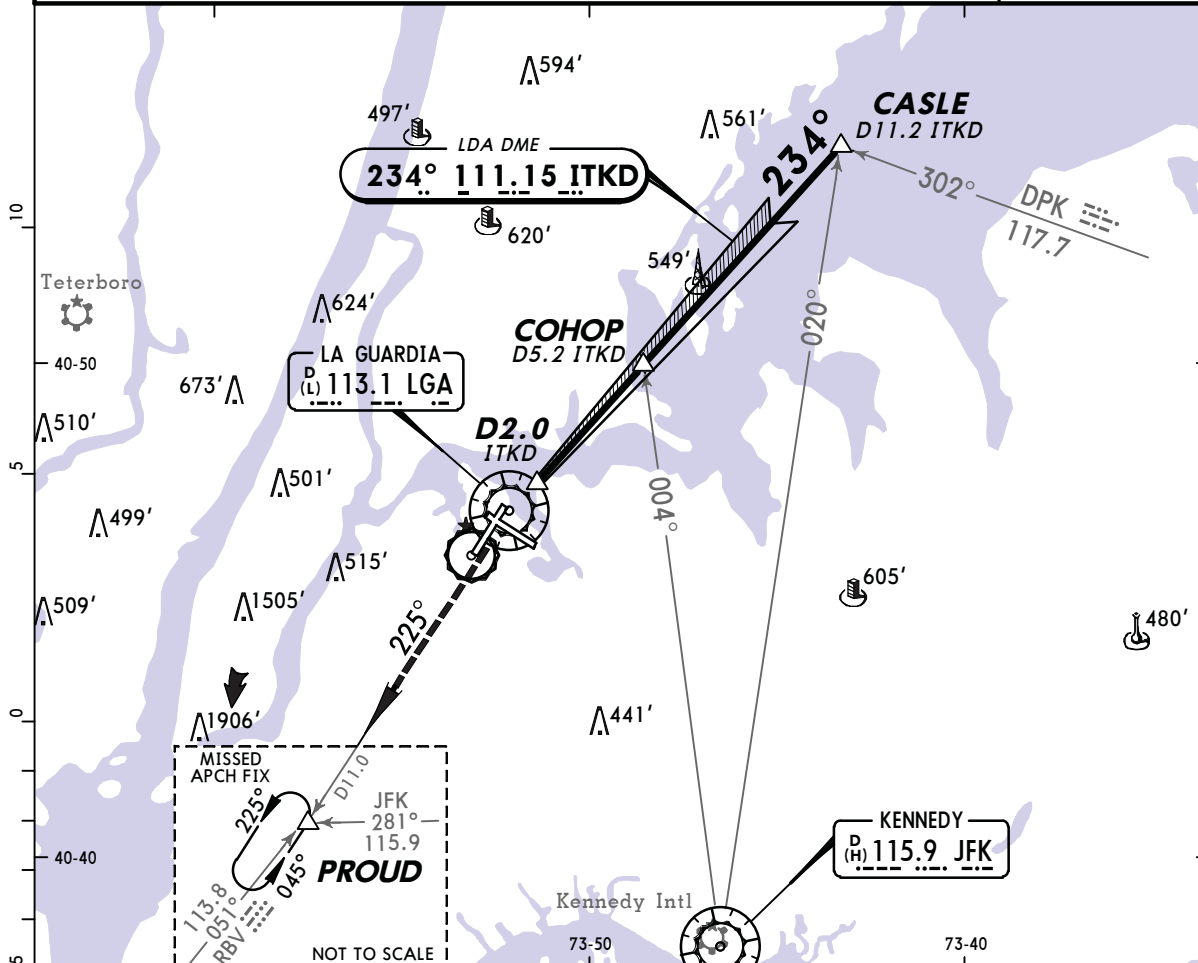 594'
497'
561'
CASLE
D11.2 ITKD
234°
LDA DME
234° 111.15 ITKD
302°
DPK
117.7
10
620'
549'
Teterboro
624'
020°
COHOP
D5.2 ITKD
LA GUARDIA
D
(L) 113.1 LGA
40-50
673'
510'
D2.0
ITKD
5
501'
004°
499'
515'
605'
509'
1505'
480'
225°
0
1906'
441'
MISSED
APCH FIX
D11.0
225°
JFK
281°
115.9
KENNEDY
D
(H) 115.9 JFK
40-40
045°
PROUD
113.8
051°
RBV
Kennedy Intl
NOT TO SCALE
73-50
73-40
5